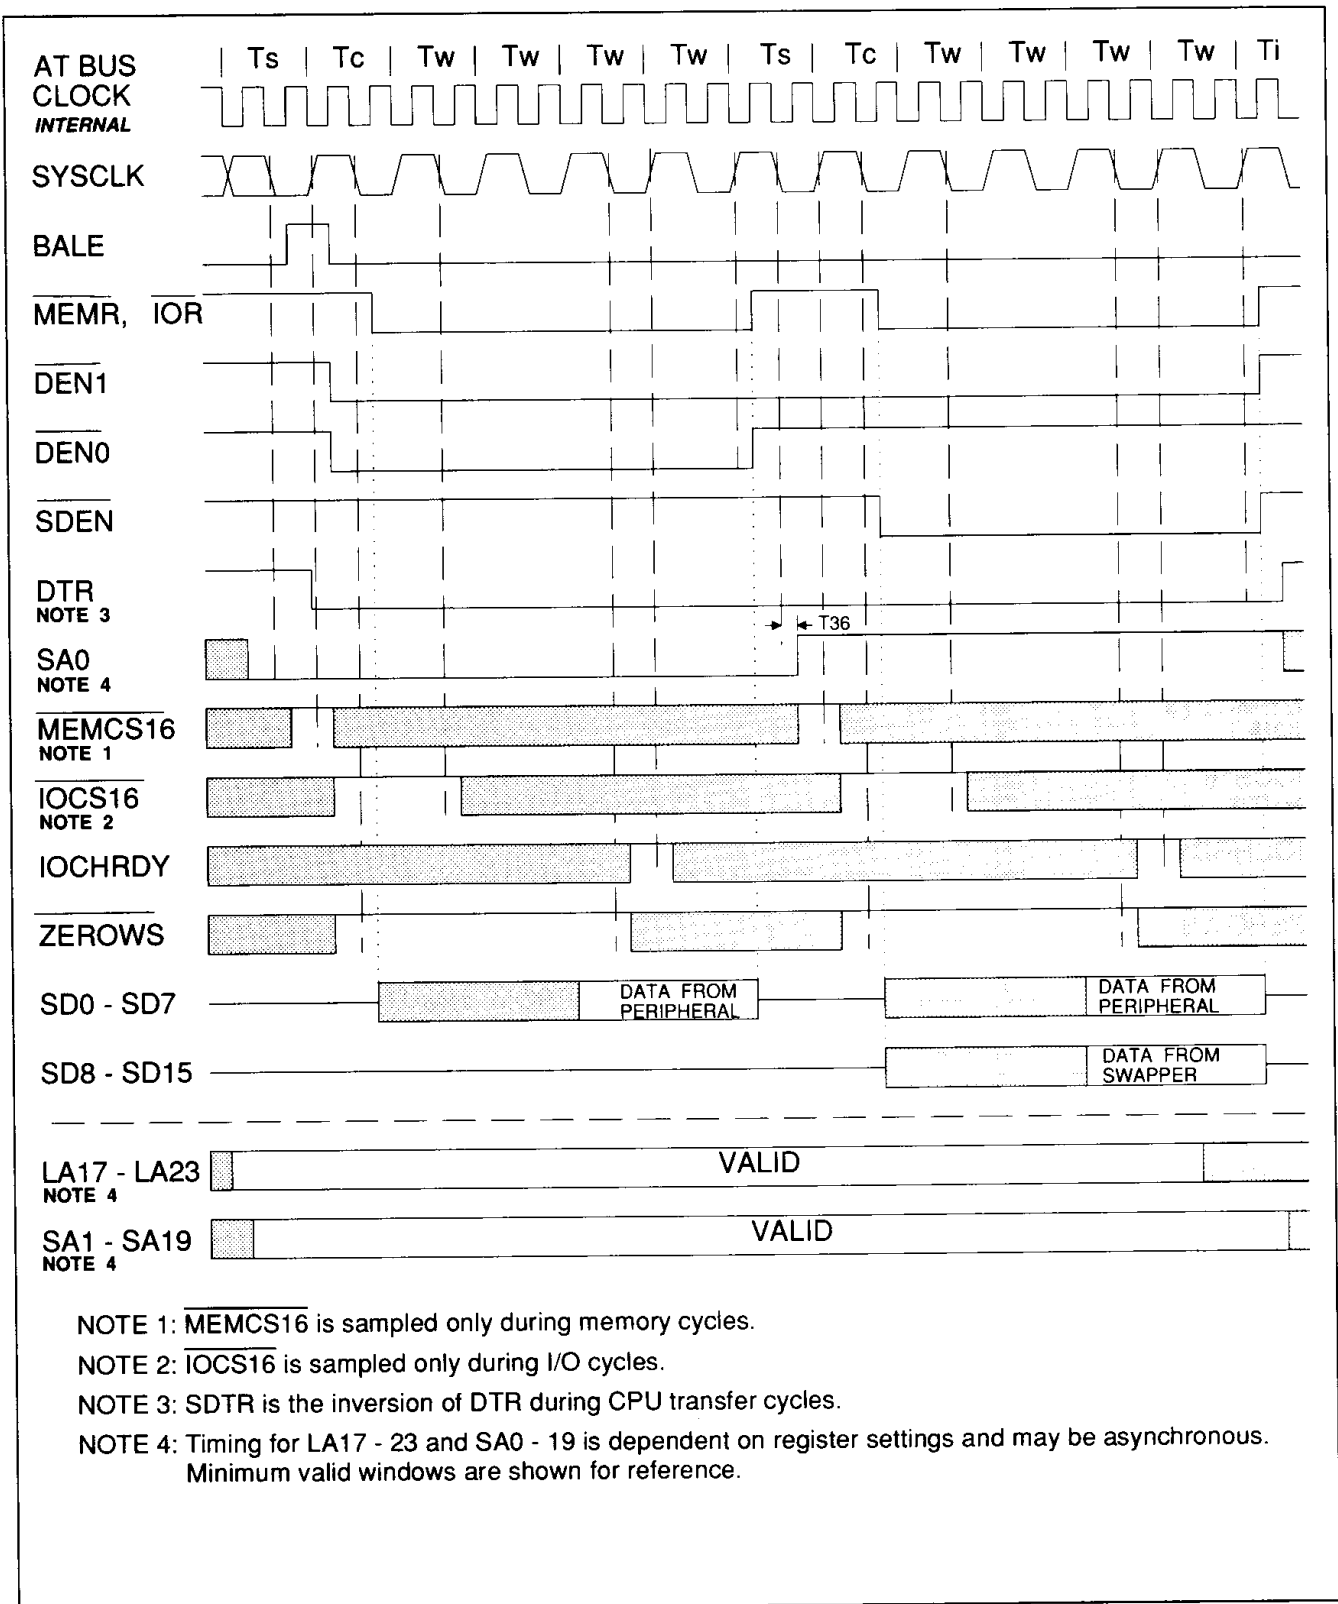 AT BUS
CLOCK
INTERNAL
Ts | Tc | Tw | Tw | Tw | Tw | Ts | Tc | Tw | Tw | Tw | Tw | Ti
SYSCLK
BALE
MEMR, IOR
DEN1
DEN0
SDEN
DTR
NOTE 3
T36
SA0
NOTE 4
MEMCS16
NOTE 1
IOCS16
NOTE 2
IOCHRDY
ZEROWS
SD0 - SD7
DATA FROM
PERIPHERAL
DATA FROM
PERIPHERAL
SD8 - SD15
DATA FROM
SWAPPER
LA17 - LA23
NOTE 4
VALID
SA1 - SA19
NOTE 4
VALID
NOTE 1: MEMCS16 is sampled only during memory cycles.
NOTE 2: IOCS16 is sampled only during I/O cycles.
NOTE 3: SDTR is the inversion of DTR during CPU transfer cycles.
NOTE 4: Timing for LA17 - 23 and SA0 - 19 is dependent on register settings and may be asynchronous.
Minimum valid windows are shown for reference.